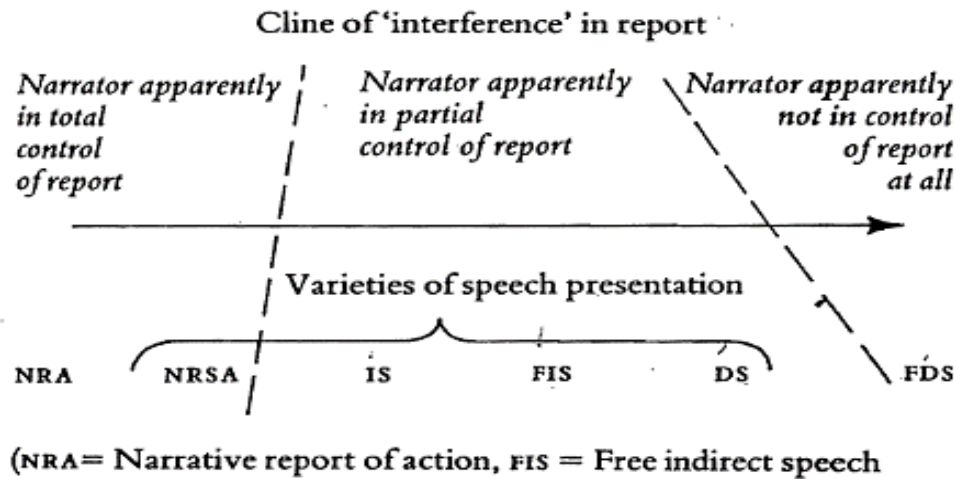 Cline of ‘interference’ in report
Narrator apparently
in total
control
of report
Narrator apparently
in partial
control of report
Narrator apparently
not in control
of report
at all
Varieties of speech presentation
NRA NRSA IS FIS DS FDS
(NRA= Narrative report of action, FIS = Free indirect speech